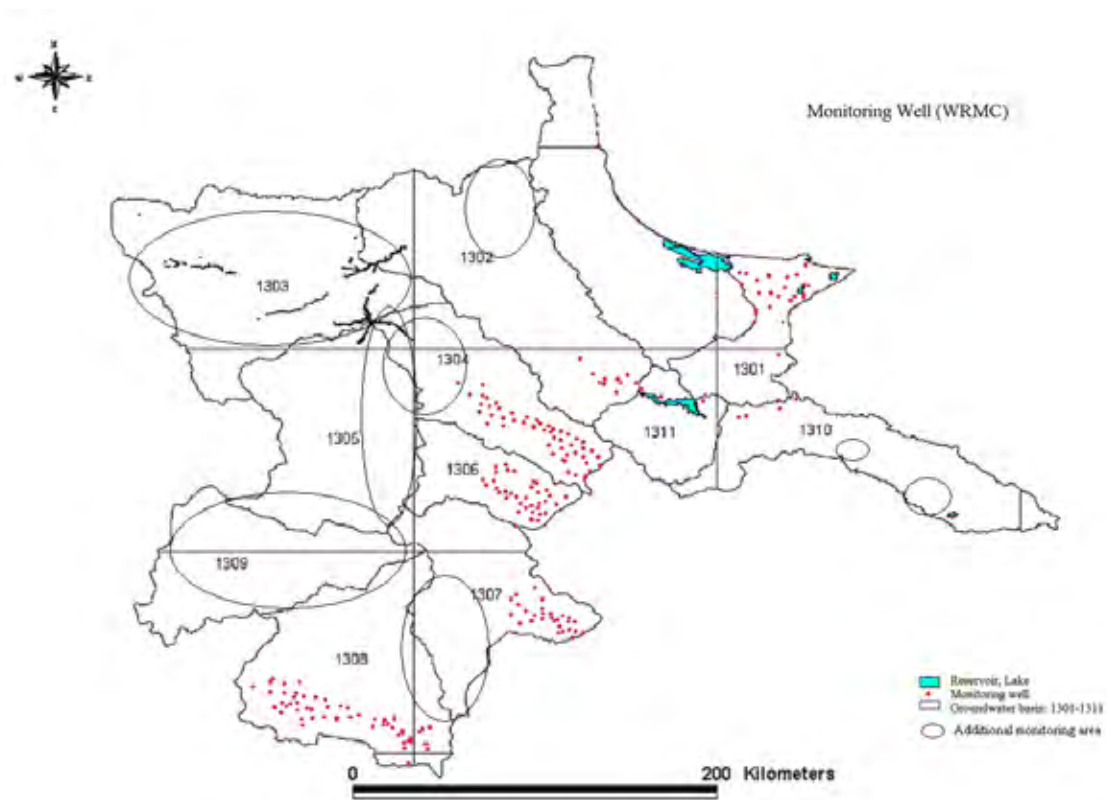 Monitoring Well (WRMC)
1302
1303
1304
1301
1305
1311
1310
1306
1309
1307
1308
Reservoir, Lake
Monitoring well
Groundwater basin: 1301-1311
Additional monitoring area
0 200 Kilometers